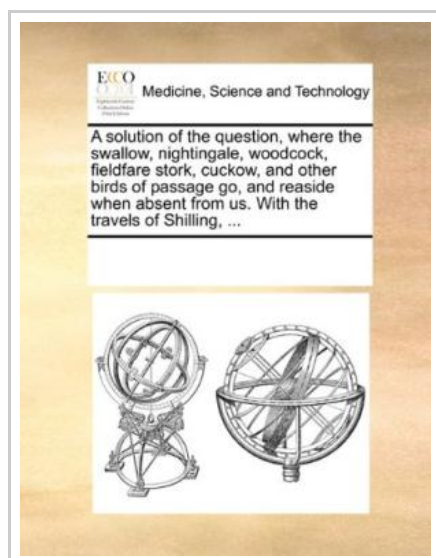 ECCO
Medicine, Science and Technology
A solution of the question, where the
swallow, nightingale, woodcock,
fieldfare stork, cuckow, and other
birds of passage go, and reaside
when absent from us. With the
travels of Shilling, ...